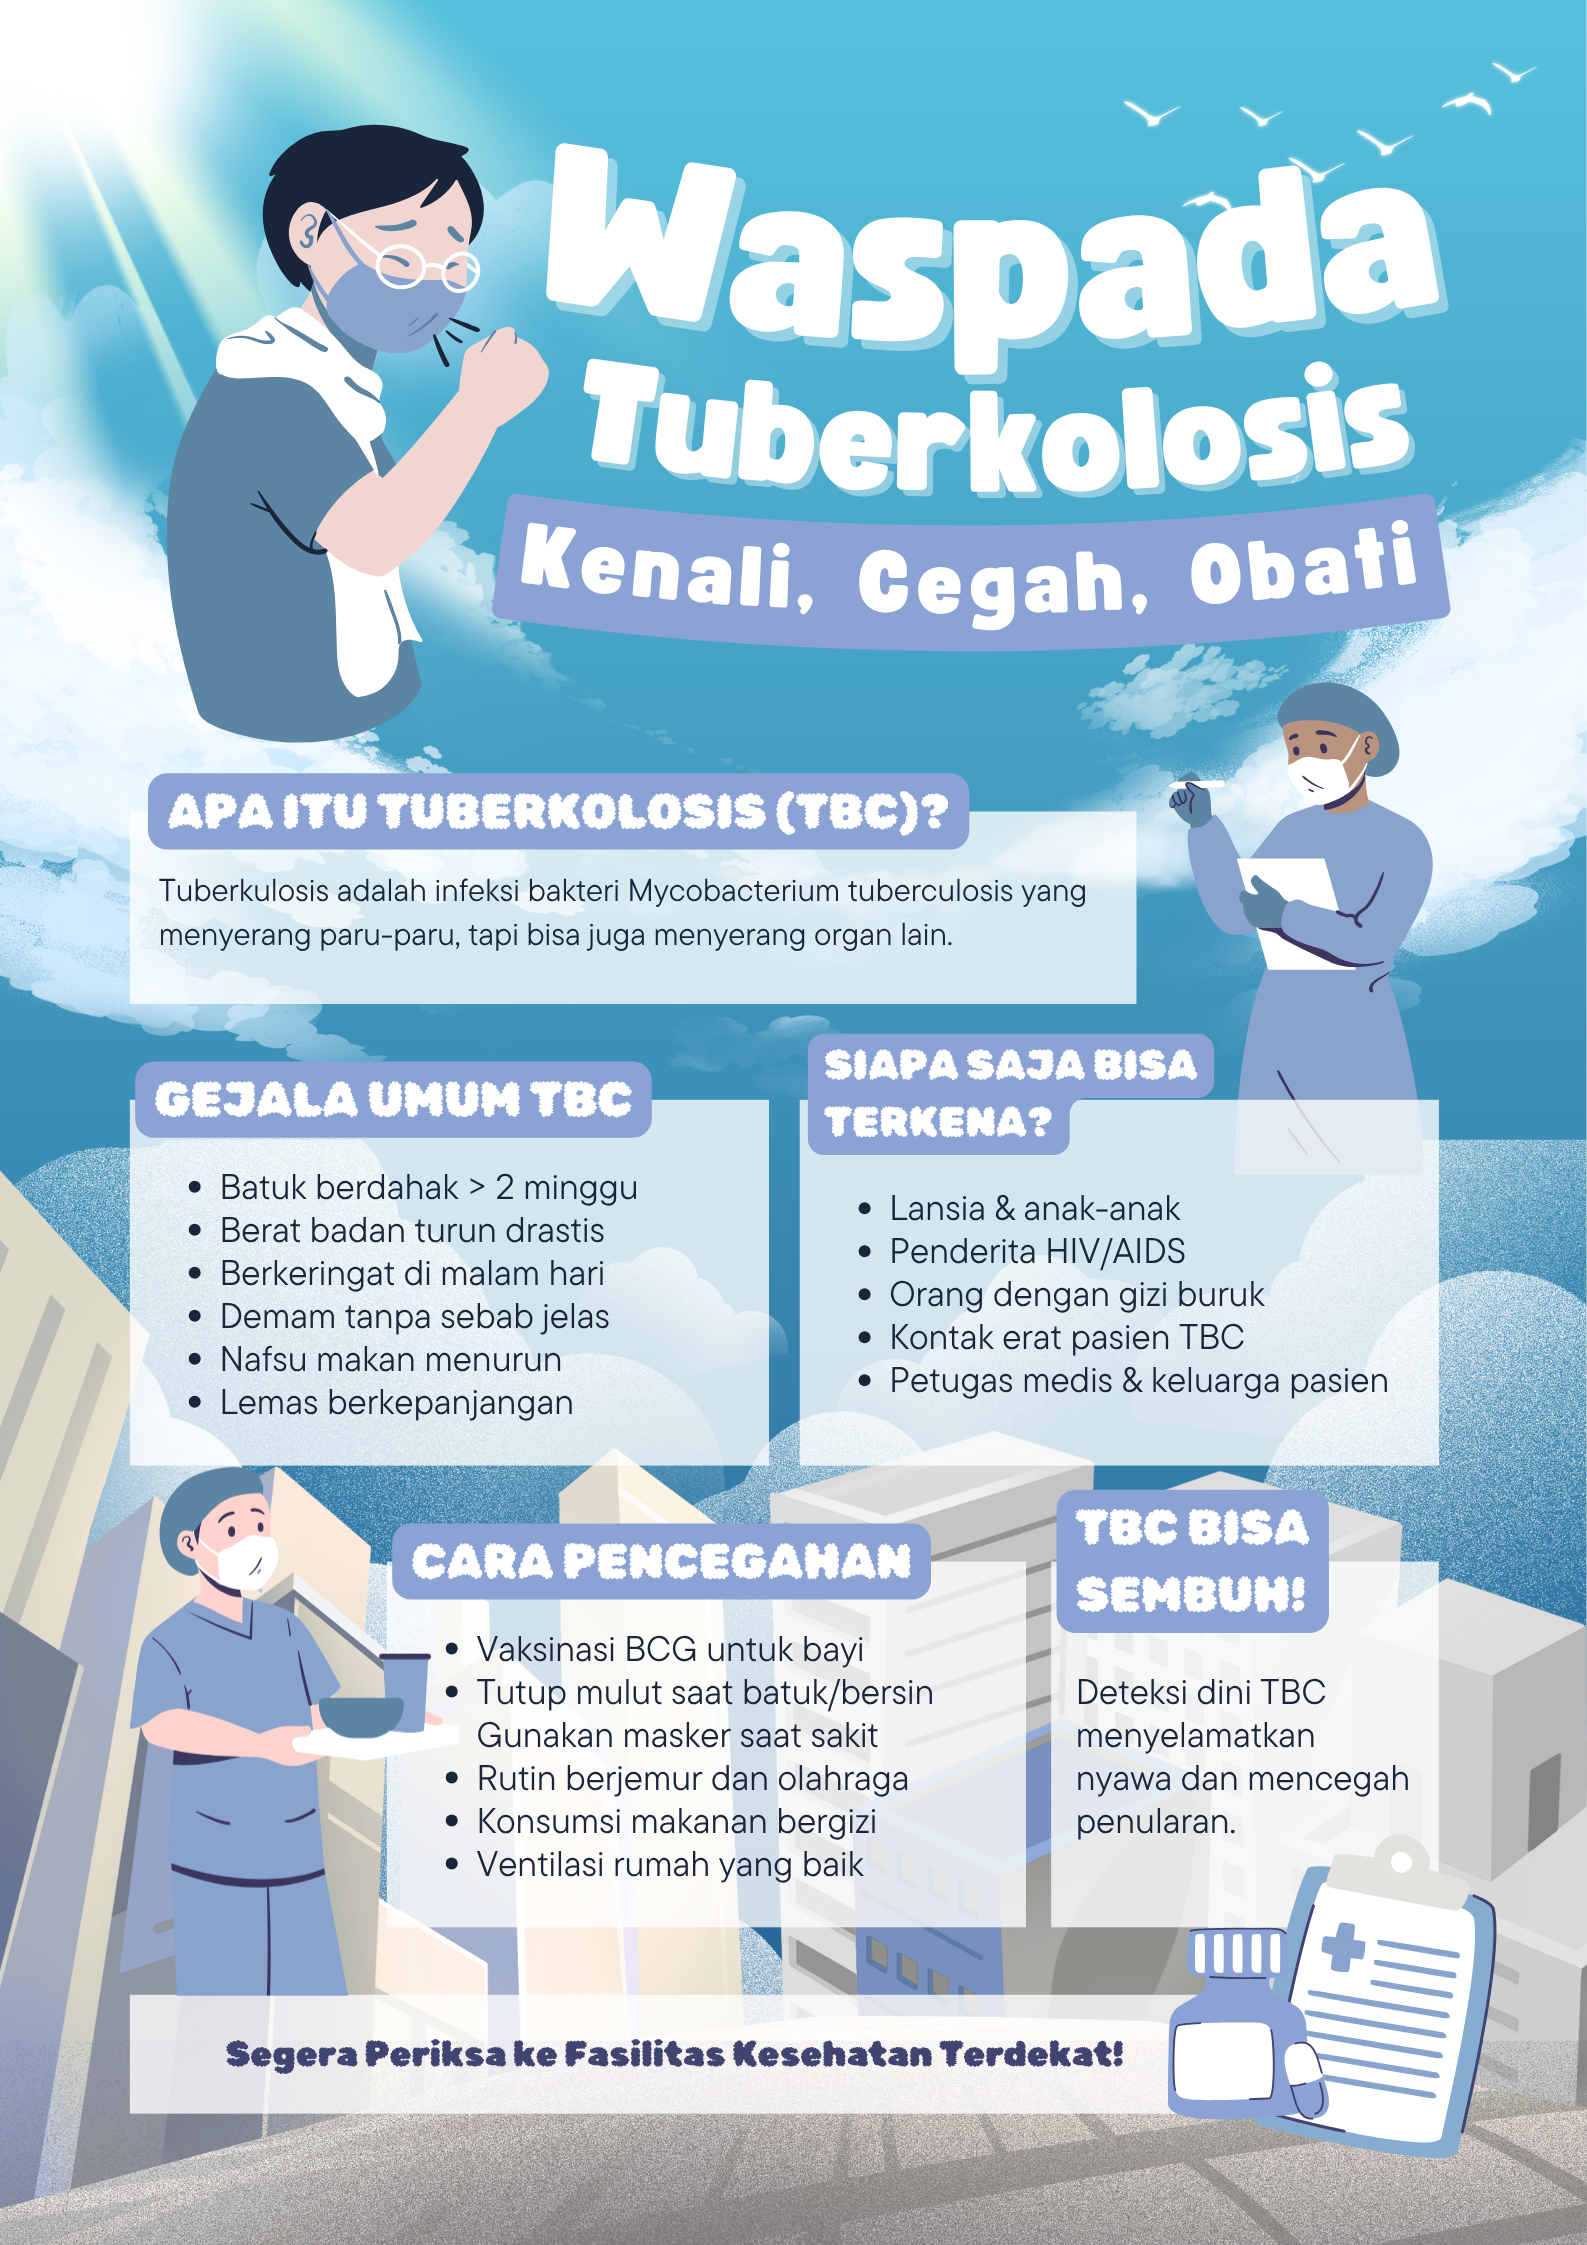 Waspada
Tuberkolosis
Kenali, Cegah, Obati
APA ITU TUBERKOLOSIS (TBC)?
Tuberkulosis adalah infeksi bakteri Mycobacterium tuberculosis yang
menyerang paru-paru, tapi bisa juga menyerang organ lain.
GEJALA UMUM TBC
• Batuk berdahak > 2 minggu
• Berat badan turun drastis
• Berkeringat di malam hari
• Demam tanpa sebab jelas
• Nafsu makan menurun
• Lemas berkepanjangan
SIAPA SAJA BISA
TERKENA?
• Lansia & anak-anak
• Penderita HIV/AIDS
• Orang dengan gizi buruk
• Kontak erat pasien TBC
• Petugas medis & keluarga pasien
CARA PENCEGAHAN
• Vaksinasi BCG untuk bayi
• Tutup mulut saat batuk/bersin
Gunakan masker saat sakit
• Rutin berjemur dan olahraga
• Konsumsi makanan bergizi
• Ventilasi rumah yang baik
TBC BISA
SEMBUH!
Deteksi dini TBC
menyelamatkan
nyawa dan mencegah
penularan.
Segera Periksa ke Fasilitas Kesehatan Terdekat!